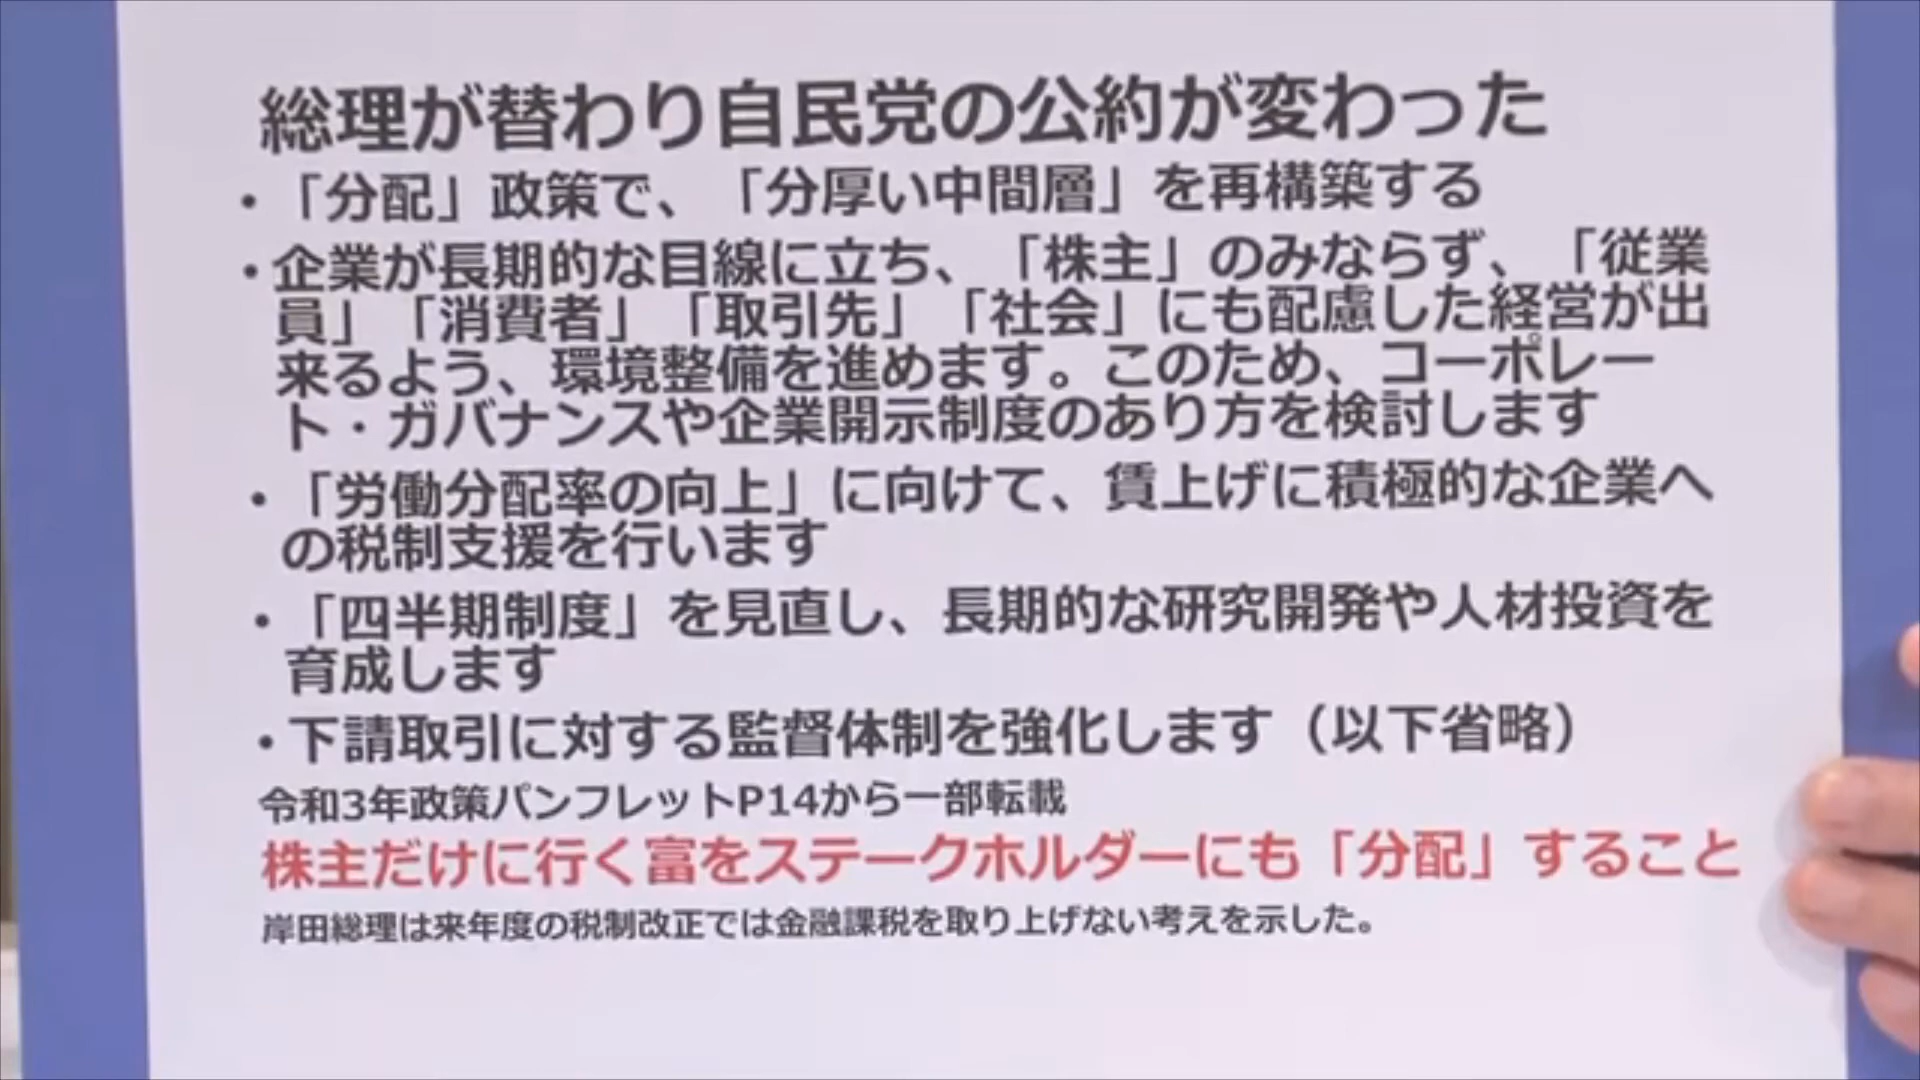 総理が替わり自民党の公約が変わった
・「分配」政策で、「分厚い中間層」を再構築する
・企業が長期的な目線に立ち、「株主」のみならず、「従業
員」「消費者」「取引先」「社会」にも配慮した経営が出
来るよう、環境整備を進めます。このため、コーポレー
ト・ガバナンスや企業開示制度のあり方を検討します
・「労働分配率の向上」に向けて、賃上げに積極的な企業へ
の税制支援を行います
・「四半期制度」を見直し、長期的な研究開発や人材投資を
育成します
・下請取引に対する監督体制を強化します（以下省略）
令和3年政策パンフレットP14から一部転載
株主だけに行く富をステークホルダーにも「分配」すること
岸田総理は来年度の税制改正では金融課税を取り上げない考えを示した。